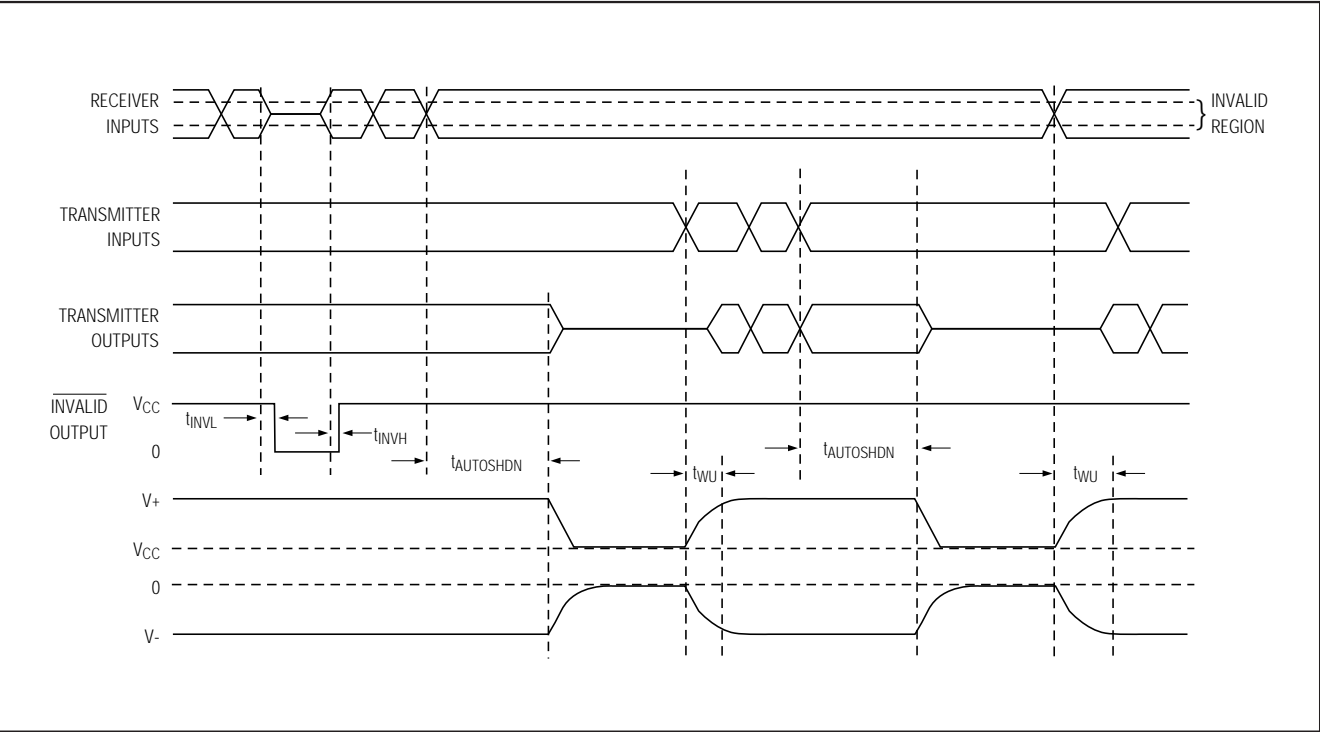 RECEIVER
INPUTS
} INVALID
REGION
TRANSMITTER
INPUTS
TRANSMITTER
OUTPUTS
INVALID
OUTPUT
VCC
0
tINVL
tINVH
tAUTOSHDN
tAUTOSHDN
tWU
tWU
V+
VCC
0
V-